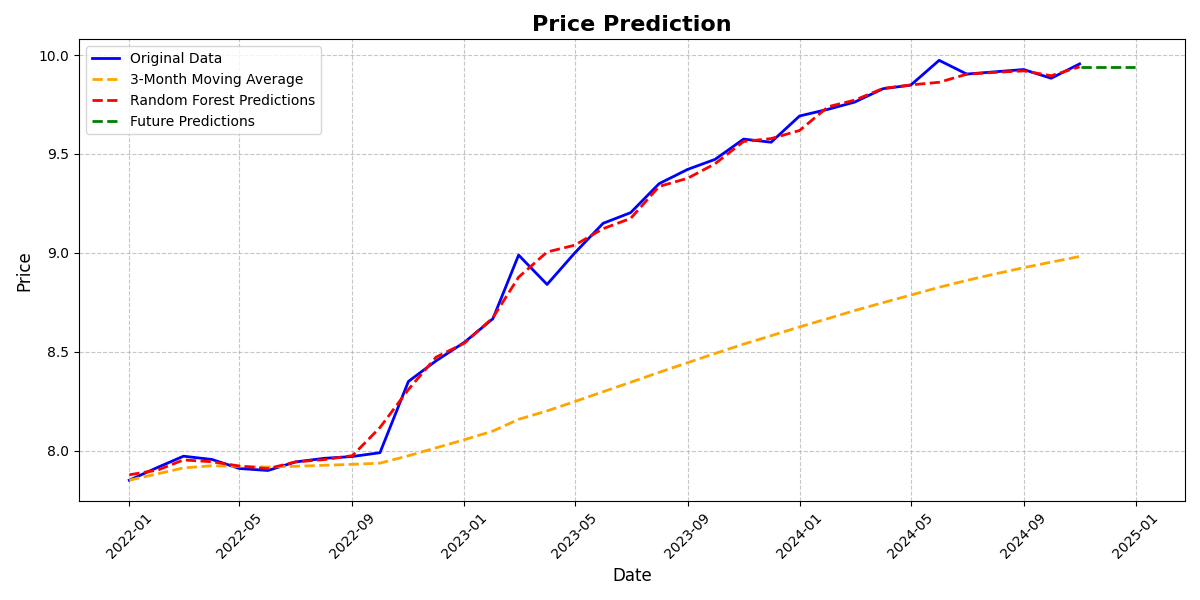 Price Prediction
Original Data
3-Month Moving Average
Random Forest Predictions
Future Predictions
10.0
9.5
9.0
8.5
8.0
Price
2022-01
2022-05
2022-09
2023-01
2023-05
2023-09
2024-01
2024-05
2024-09
2025-01
Date